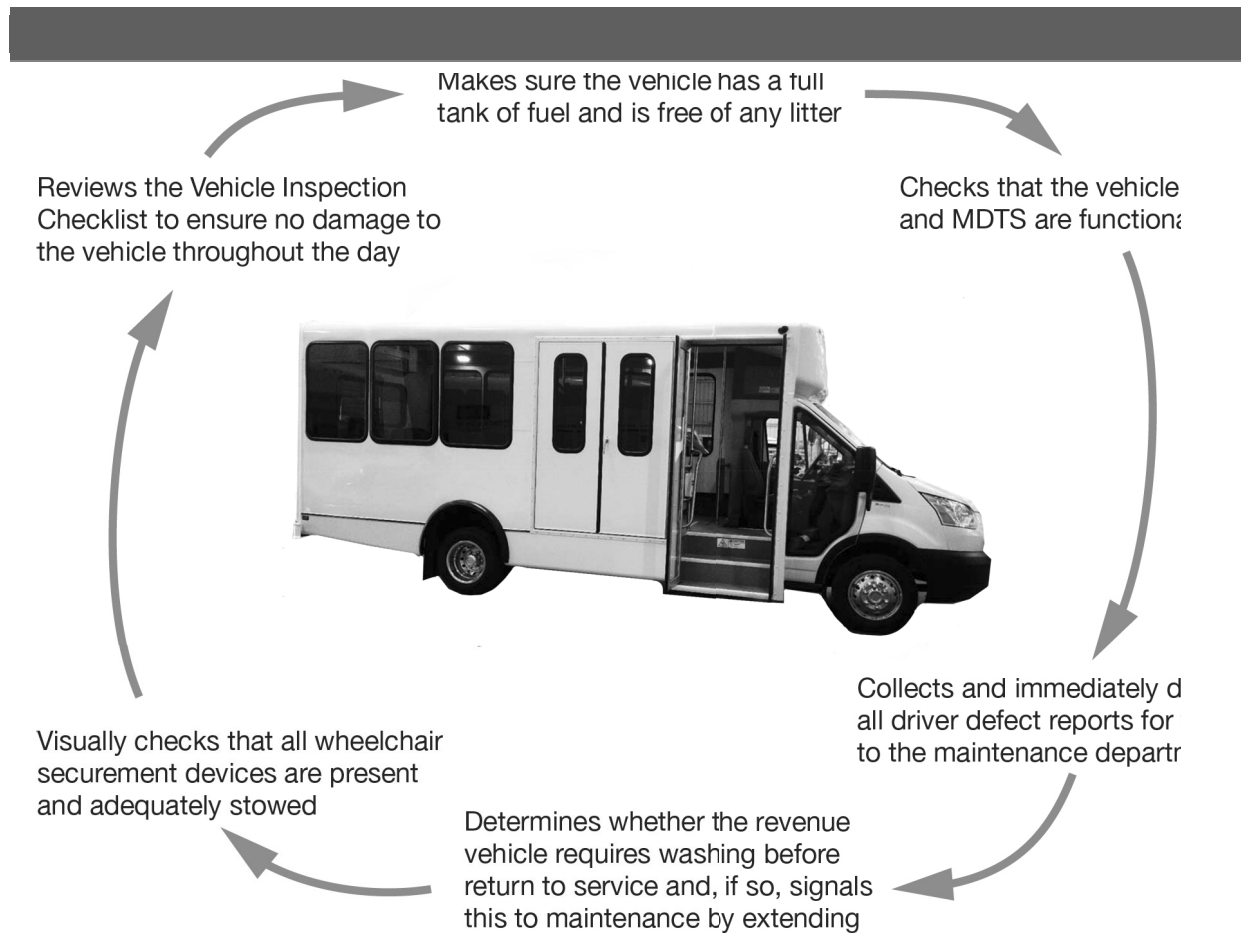 Makes sure the vehicle has a full
tank of fuel and is free of any litter
Checks that the vehicle
and MDTS are
Collects and immediately
all driver defect reports for
to the maintenance
Determines whether the revenue
vehicle requires washing before
return to service and, if so, signals
this to maintenance by extending
Visually checks that all wheelchair
securement devices are present
and adequately stowed
Reviews the Vehicle Inspection
Checklist to ensure no damage to
the vehicle throughout the day